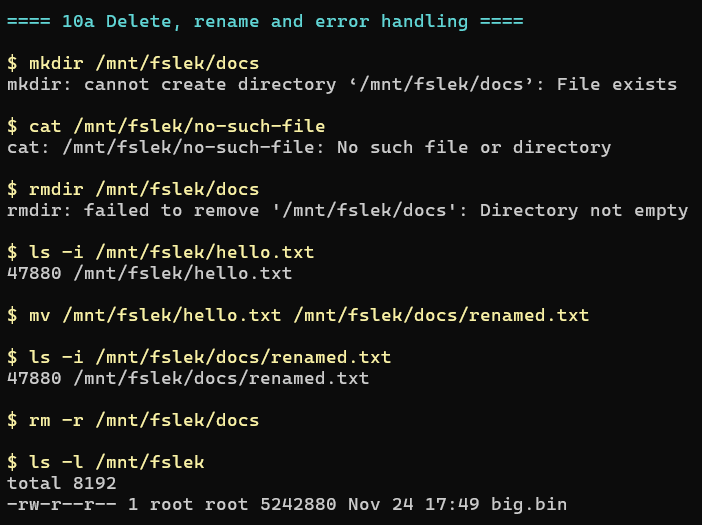 ==== 10a Delete, rename and error handling ====
$ mkdir /mnt/fslek/docs
mkdir: cannot create directory ‘/mnt/fslek/docs’: File exists
$ cat /mnt/fslek/no-such-file
cat: /mnt/fslek/no-such-file: No such file or directory
$ rmdir /mnt/fslek/docs
rmdir: failed to remove '/mnt/fslek/docs': Directory not empty
$ ls -i /mnt/fslek/hello.txt
47880 /mnt/fslek/hello.txt
$ mv /mnt/fslek/hello.txt /mnt/fslek/docs/renamed.txt
$ ls -i /mnt/fslek/docs/renamed.txt
47880 /mnt/fslek/docs/renamed.txt
$ rm -r /mnt/fslek/docs
$ ls -l /mnt/fslek
total 8192
-rw-r--r-- 1 root root 5242880 Nov 24 17:49 big.bin